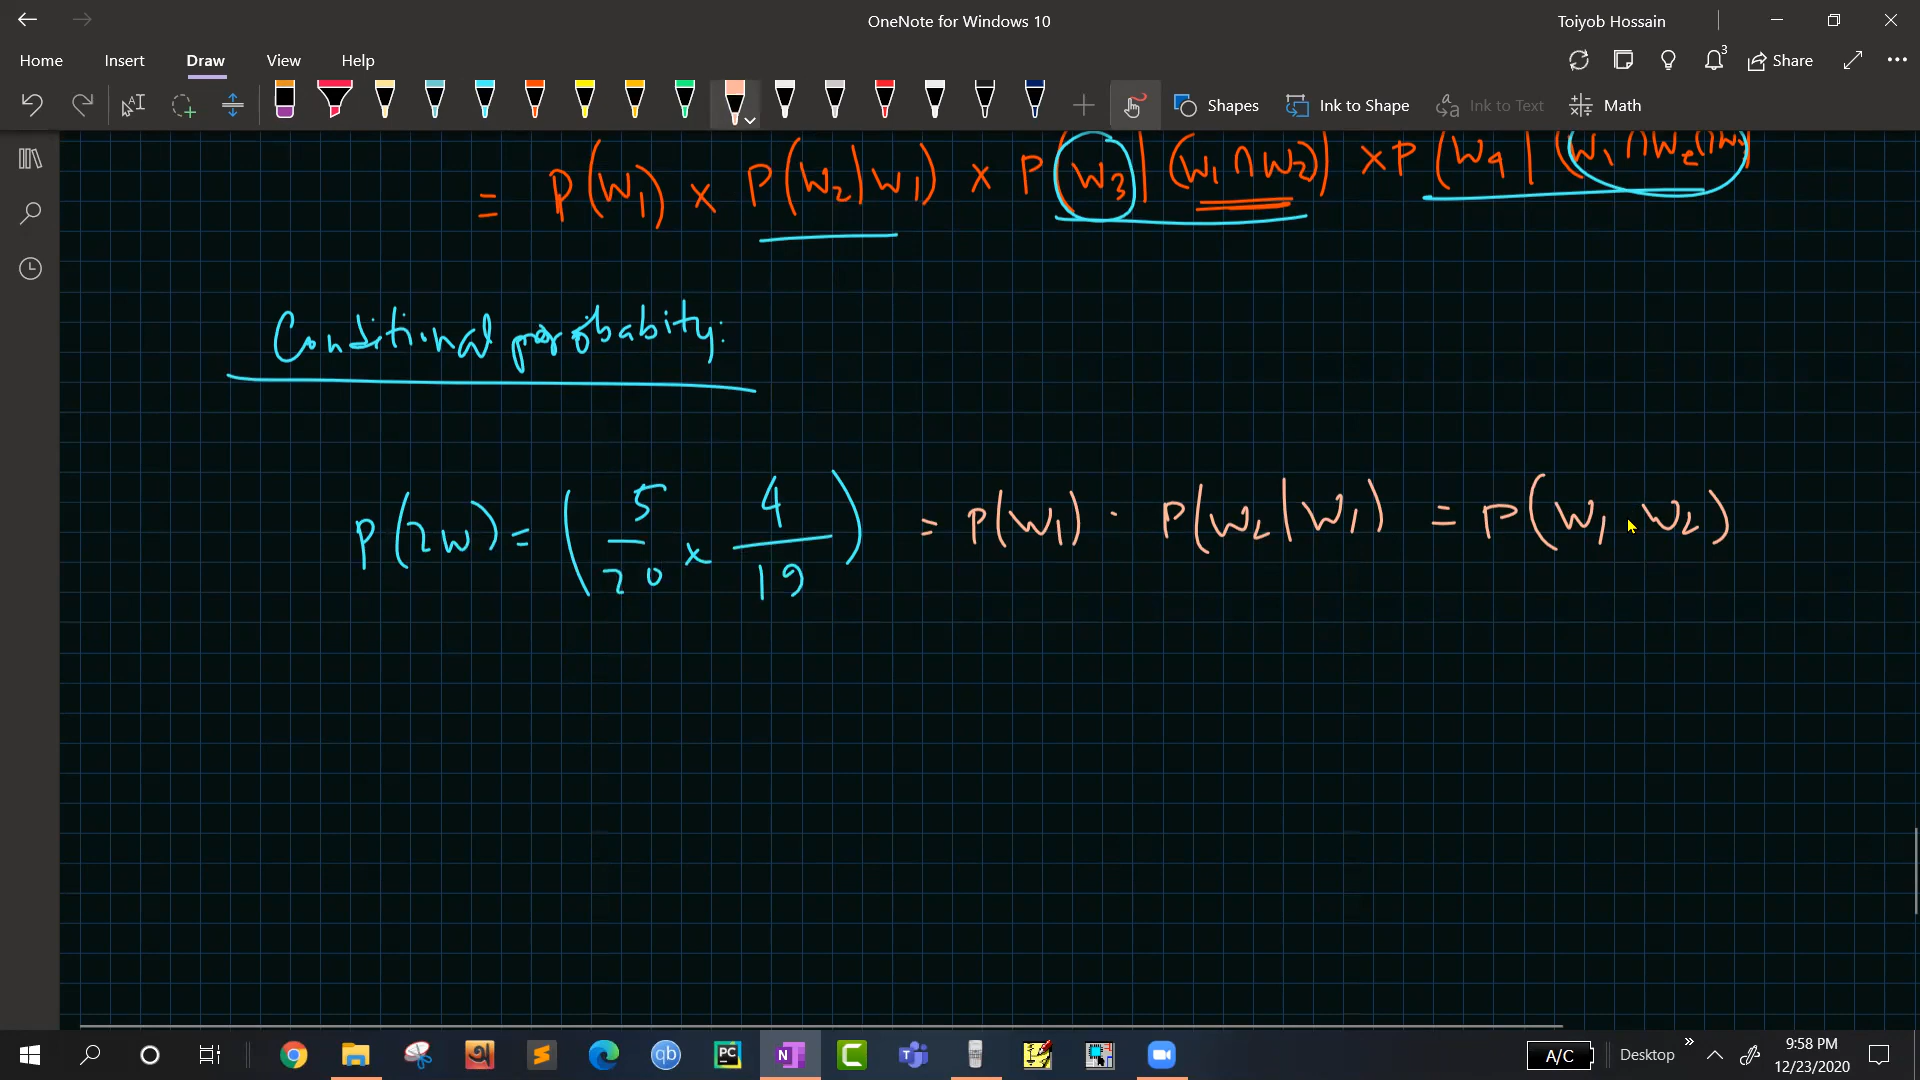 OneNote for Windows 10
Toiyob Hossain
Home Insert Draw View Help
3
Share
Shapes Ink to Shape Ink to Text Math
= P(W₁) × P(W₂|W₁) × P(W₃|(W₁∩W₂)) × P(W₄|(W₁∩W₂∩W
Conditional probabity:
P(2W) = (5/20 × 4/19) = P(W₁) · P(W₂|W₁) = P(W₁ W₂)
A/C
Desktop
9:58 PM
12/23/2020